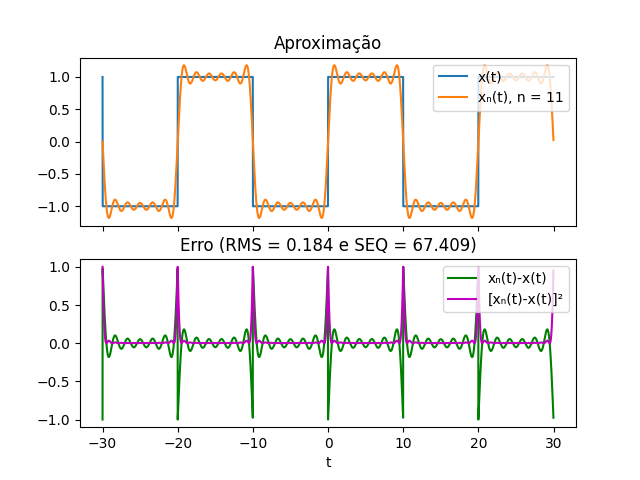 Aproximação
1.0
0.5
0.0
−0.5
−1.0
x(t)
xₙ(t), n = 11
Erro (RMS = 0.184 e SEQ = 67.409)
1.0
0.5
0.0
−0.5
−1.0
xₙ(t)-x(t)
[xₙ(t)-x(t)]²
−30 −20 −10 0 10 20 30
t